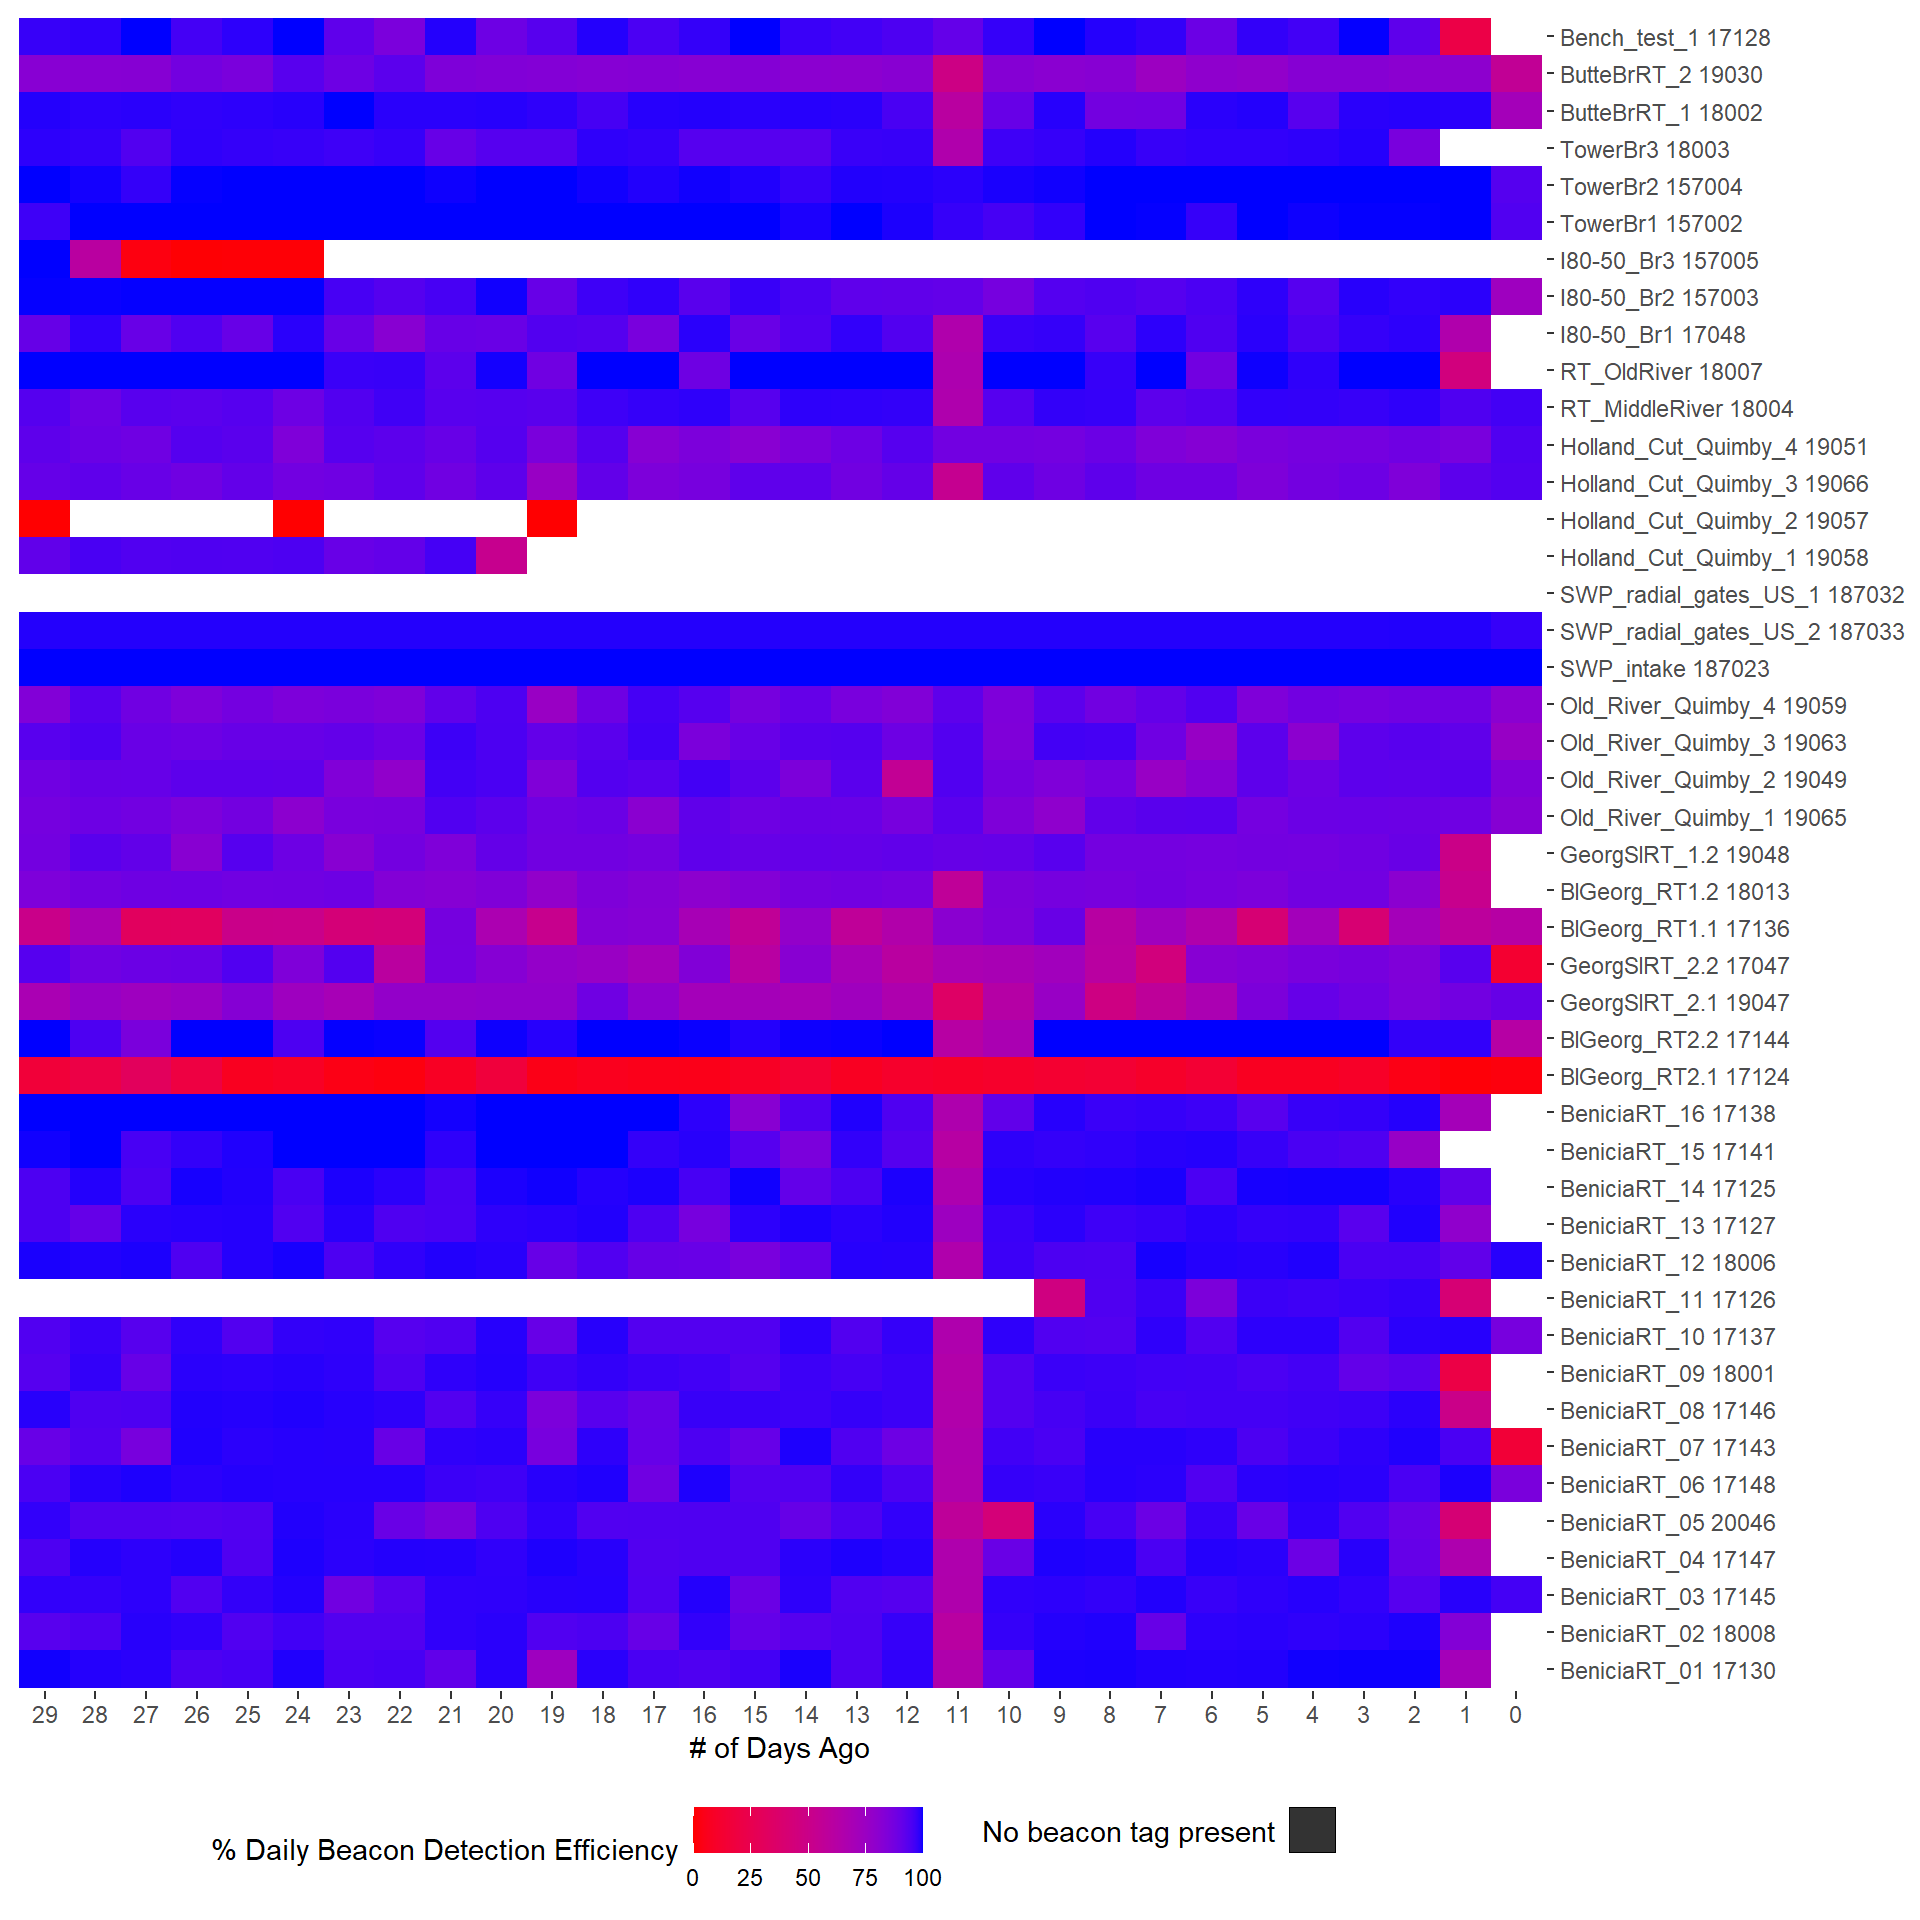 Bench_test_1 17128
ButteBrRT_2 19030
ButteBrRT_1 18002
TowerBr3 18003
TowerBr2 157004
TowerBr1 157002
I80-50_Br3 157005
I80-50_Br2 157003
I80-50_Br1 17048
RT_OldRiver 18007
RT_MiddleRiver 18004
Holland_Cut_Quimby_4 19051
Holland_Cut_Quimby_3 19066
Holland_Cut_Quimby_2 19057
Holland_Cut_Quimby_1 19058
SWP_radial_gates_US_1 187032
SWP_radial_gates_US_2 187033
SWP_intake 187023
Old_River_Quimby_4 19059
Old_River_Quimby_3 19063
Old_River_Quimby_2 19049
Old_River_Quimby_1 19065
GeorgSlRT_1.2 19048
BlGeorg_RT1.2 18013
BlGeorg_RT1.1 17136
GeorgSlRT_2.2 17047
GeorgSlRT_2.1 19047
BlGeorg_RT2.2 17144
BlGeorg_RT2.1 17124
BeniciaRT_16 17138
BeniciaRT_15 17141
BeniciaRT_14 17125
BeniciaRT_13 17127
BeniciaRT_12 18006
BeniciaRT_11 17126
BeniciaRT_10 17137
BeniciaRT_09 18001
BeniciaRT_08 17146
BeniciaRT_07 17143
BeniciaRT_06 17148
BeniciaRT_05 20046
BeniciaRT_04 17147
BeniciaRT_03 17145
BeniciaRT_02 18008
BeniciaRT_01 17130
29 28 27 26 25 24 23 22 21 20 19 18 17 16 15 14 13 12 11 10 9 8 7 6 5 4 3 2 1 0
# of Days Ago
% Daily Beacon Detection Efficiency
0 25 50 75 100
No beacon tag present